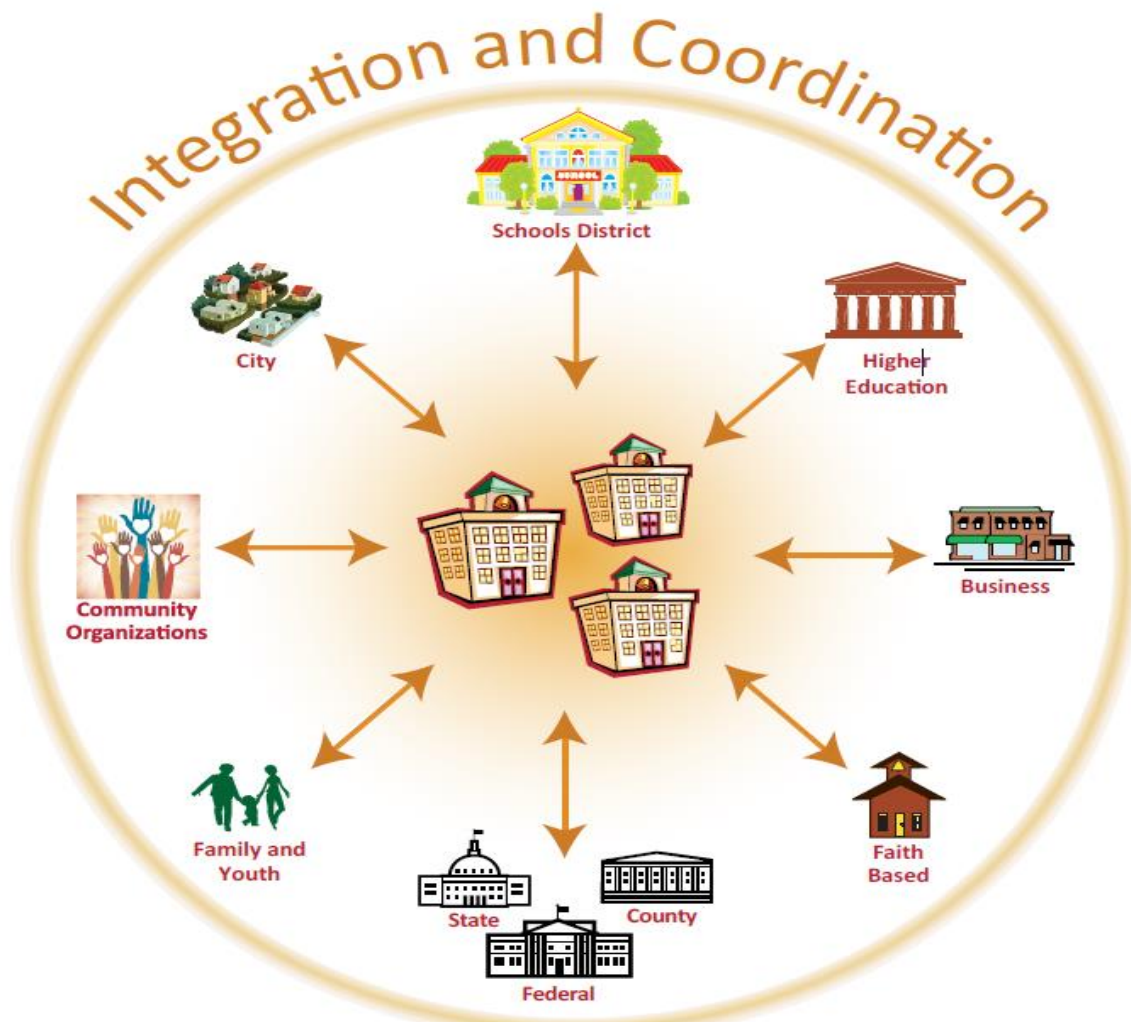 Integration and Coordination
SCHOOL
Schools District
City
Higher
Education
Community
Organizations
Business
Family and
Youth
State
County
Federal
Faith
Based